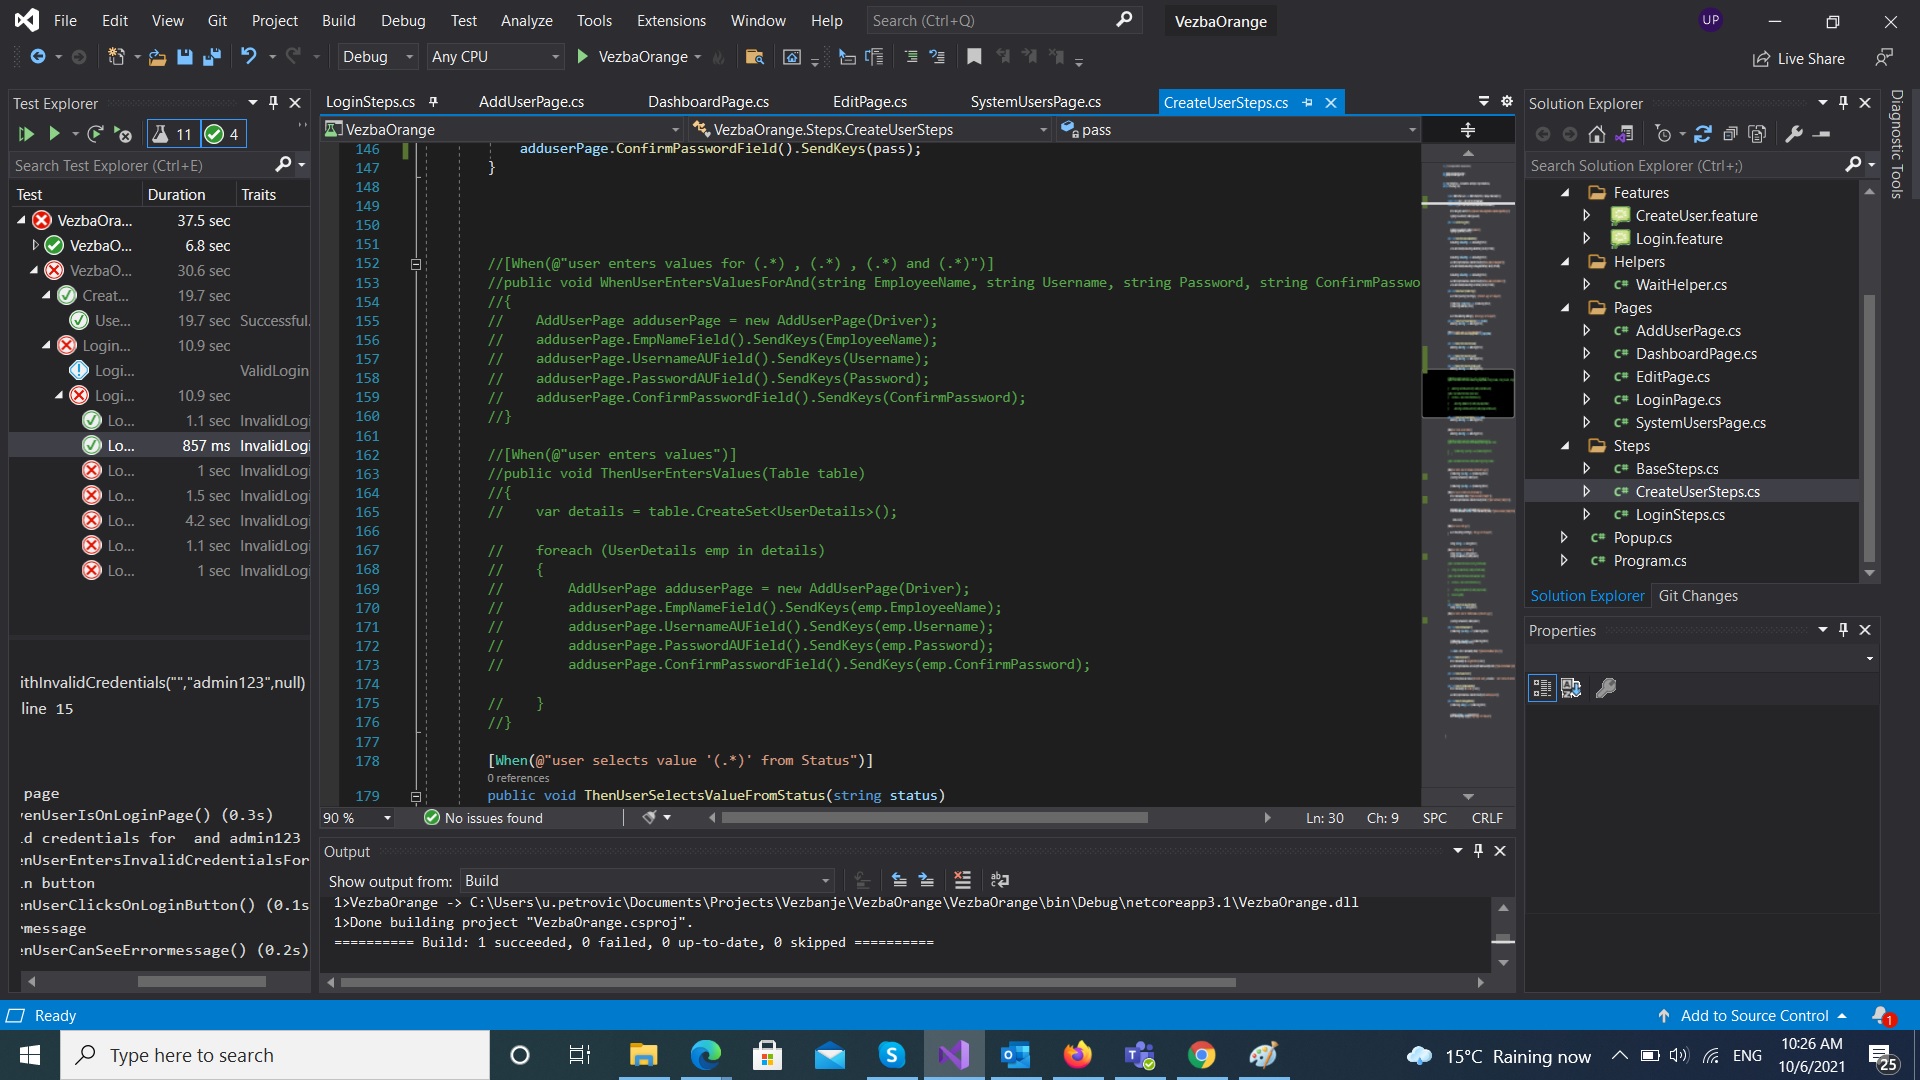 File Edit View Git Project Build Debug Test Analyze Tools Extensions Window Help Search (Ctrl+Q) VezbaOrange UP
Debug Any CPU VezbaOrange Live Share
Test Explorer
11 4
Search Test Explorer (Ctrl+E)
Test Duration Traits
VezbaOra... 37.5 sec
VezbaO... 6.8 sec
VezbaO... 30.6 sec
Creat... 19.7 sec
Use... 19.7 sec Successful.
Login... 10.9 sec
Logi... ValidLogin
Logi... 10.9 sec
Lo... 1.1 sec InvalidLogi
Lo... 857 ms InvalidLogi
Lo... 1 sec InvalidLogi
Lo... 1.5 sec InvalidLogi
Lo... 4.2 sec InvalidLogi
Lo... 1.1 sec InvalidLogi
Lo... 1 sec InvalidLogi
ithInvalidCredentials("","admin123",null)
line 15
page
enUserIsOnLoginPage() (0.3s)
d credentials for  and admin123
enUserEntersInvalidCredentialsFor
n button
enUserClicksOnLoginButton() (0.1s
message
enUserCanSeeErrormessage() (0.2s)
LoginSteps.cs AddUserPage.cs DashboardPage.cs EditPage.cs SystemUsersPage.cs CreateUserSteps.cs
VezbaOrange VezbaOrange.Steps.CreateUserSteps pass
146 adduserPage.ConfirmPasswordField().SendKeys(pass);
147 }
148
149
150
151
152 //[When(@"user enters values for (.*) , (.*) , (.*) and (.*)")]
153 //public void WhenUserEntersValuesForAnd(string EmployeeName, string Username, string Password, string ConfirmPasswo
154 //{
155 //    AddUserPage adduserPage = new AddUserPage(Driver);
156 //    adduserPage.EmpNameField().SendKeys(EmployeeName);
157 //    adduserPage.UsernameAUField().SendKeys(Username);
158 //    adduserPage.PasswordAUField().SendKeys(Password);
159 //    adduserPage.ConfirmPasswordField().SendKeys(ConfirmPassword);
160 //}
161
162 //[When(@"user enters values")]
163 //public void ThenUserEntersValues(Table table)
164 //{
165 //    var details = table.CreateSet<UserDetails>();
166
167 //    foreach (UserDetails emp in details)
168 //    {
169 //        AddUserPage adduserPage = new AddUserPage(Driver);
170 //        adduserPage.EmpNameField().SendKeys(emp.EmployeeName);
171 //        adduserPage.UsernameAUField().SendKeys(emp.Username);
172 //        adduserPage.PasswordAUField().SendKeys(emp.Password);
173 //        adduserPage.ConfirmPasswordField().SendKeys(emp.ConfirmPassword);
174
175 //    }
176 //}
177
178 [When(@"user selects value '(.*)' from Status")]
0 references
179 public void ThenUserSelectsValueFromStatus(string status)
90 % No issues found Ln: 30 Ch: 9 SPC CRLF
Output
Show output from: Build
1>VezbaOrange -> C:\Users\u.petrovic\Documents\Projects\Vezbanje\VezbaOrange\VezbaOrange\bin\Debug\netcoreapp3.1\VezbaOrange.dll
1>Done building project "VezbaOrange.csproj".
========== Build: 1 succeeded, 0 failed, 0 up-to-date, 0 skipped ==========
Solution Explorer
Search Solution Explorer (Ctrl+;)
Features
CreateUser.feature
Login.feature
Helpers
C# WaitHelper.cs
Pages
C# AddUserPage.cs
C# DashboardPage.cs
C# EditPage.cs
C# LoginPage.cs
C# SystemUsersPage.cs
Steps
C# BaseSteps.cs
C# CreateUserSteps.cs
C# LoginSteps.cs
C# Popup.cs
C# Program.cs
Solution Explorer Git Changes
Properties
Diagnostic Tools
Ready Add to Source Control 1
Type here to search 15°C Raining now ENG 10:26 AM 10/6/2021 25